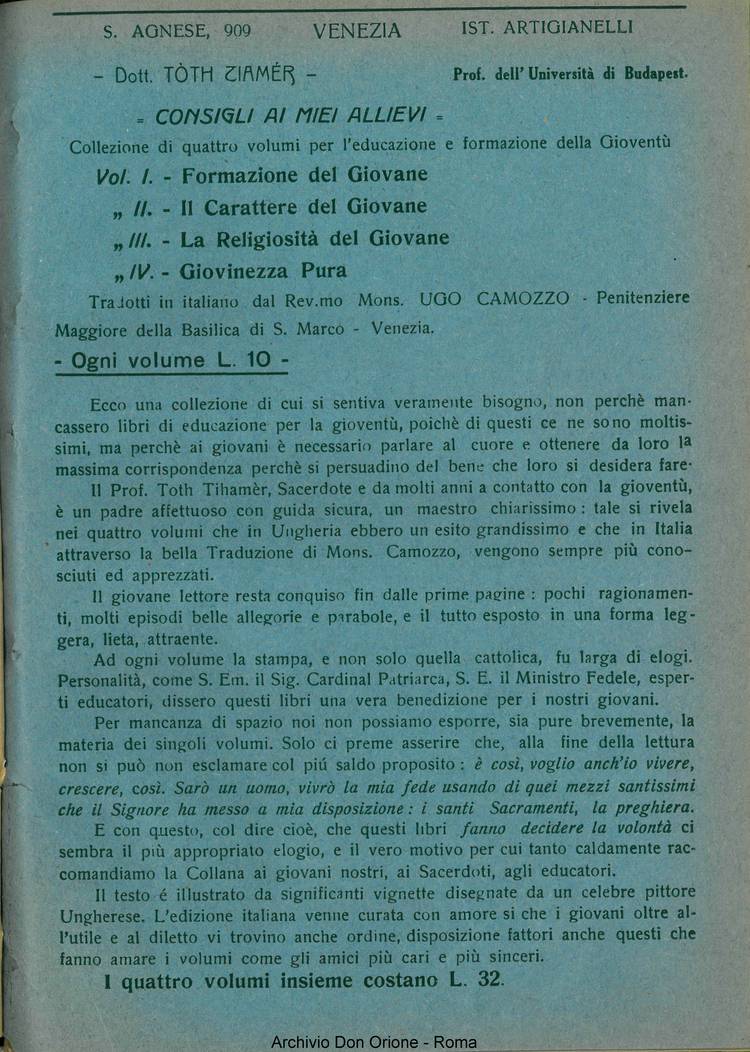 S. AGNESE, 909 VENEZIA IST. ARTIGIANELLI
- Dott. TÒTH ZIAMÉR - Prof. dell' Università di Budapest.
= CONSIGLI AI MIEI ALLIEVI =
Collezione di quattro volumi per l'educazione e formazione della Gioventù
Vol. I. - Formazione del Giovane
„ II. - Il Carattere del Giovane
„ III. - La Religiosità del Giovane
„ IV. - Giovinezza Pura
Tradotti in italiano dal Rev.mo Mons. UGO CAMOZZO - Penitenziere
Maggiore della Basilica di S. Marco - Venezia.
- Ogni volume L. 10 -
Ecco una collezione di cui si sentiva veramente bisogno, non perchè man-
cassero libri di educazione per la gioventù, poichè di questi ce ne sono moltis-
simi, ma perchè ai giovani è necessario parlare al cuore e ottenere da loro la
massima corrispondenza perchè si persuadino del bene che loro si desidera fare.
Il Prof. Toth Tihamèr, Sacerdote e da molti anni a contatto con la gioventù,
è un padre affettuoso con guida sicura, un maestro chiarissimo : tale si rivela
nei quattro volumi che in Ungheria ebbero un esito grandissimo e che in Italia
attraverso la bella Traduzione di Mons. Camozzo, vengono sempre più cono-
sciuti ed apprezzati.
Il giovane lettore resta conquiso fin dalle prime pagine : pochi ragionamen-
ti, molti episodi belle allegorie e parabole, e il tutto esposto in una forma leg-
gera, lieta, attraente.
Ad ogni volume la stampa, e non solo quella cattolica, fu larga di elogi.
Personalità, come S. Em. il Sig. Cardinal Patriarca, S. E. il Ministro Fedele, esper-
ti educatori, dissero questi libri una vera benedizione per i nostri giovani.
Per mancanza di spazio noi non possiamo esporre, sia pure brevemente, la
materia dei singoli volumi. Solo ci preme asserire che, alla fine della lettura
non si può non esclamare col piú saldo proposito : è così, voglio anch'io vivere,
crescere, così. Sarò un uomo, vivrò la mia fede usando di quei mezzi santissimi
che il Signore ha messo a mia disposizione : i santi Sacramenti, la preghiera.
E con questo, col dire cioè, che questi libri fanno decidere la volontà ci
sembra il più appropriato elogio, e il vero motivo per cui tanto caldamente rac-
comandiamo la Collana ai giovani nostri, ai Sacerdoti, agli educatori.
Il testo é illustrato da significanti vignette disegnate da un celebre pittore
Ungherese. L'edizione italiana venne curata con amore si che i giovani oltre al-
l'utile e al diletto vi trovino anche ordine, disposizione fattori anche questi che
fanno amare i volumi come gli amici più cari e più sinceri.
I quattro volumi insieme costano L. 32.
Archivio Don Orione - Roma